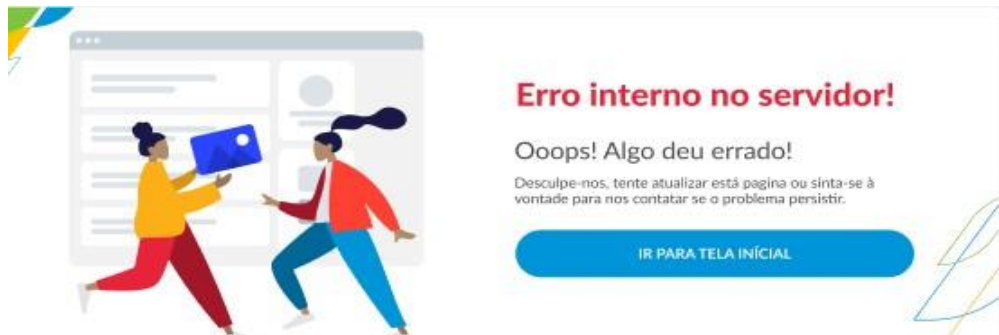 Erro interno no servidor!
Ooops! Algo deu errado!
Desculpe-nos, tente atualizar está pagina ou sinta-se à
vontade para nos contatar se o problema persistir.
IR PARA TELA INÍCIAL